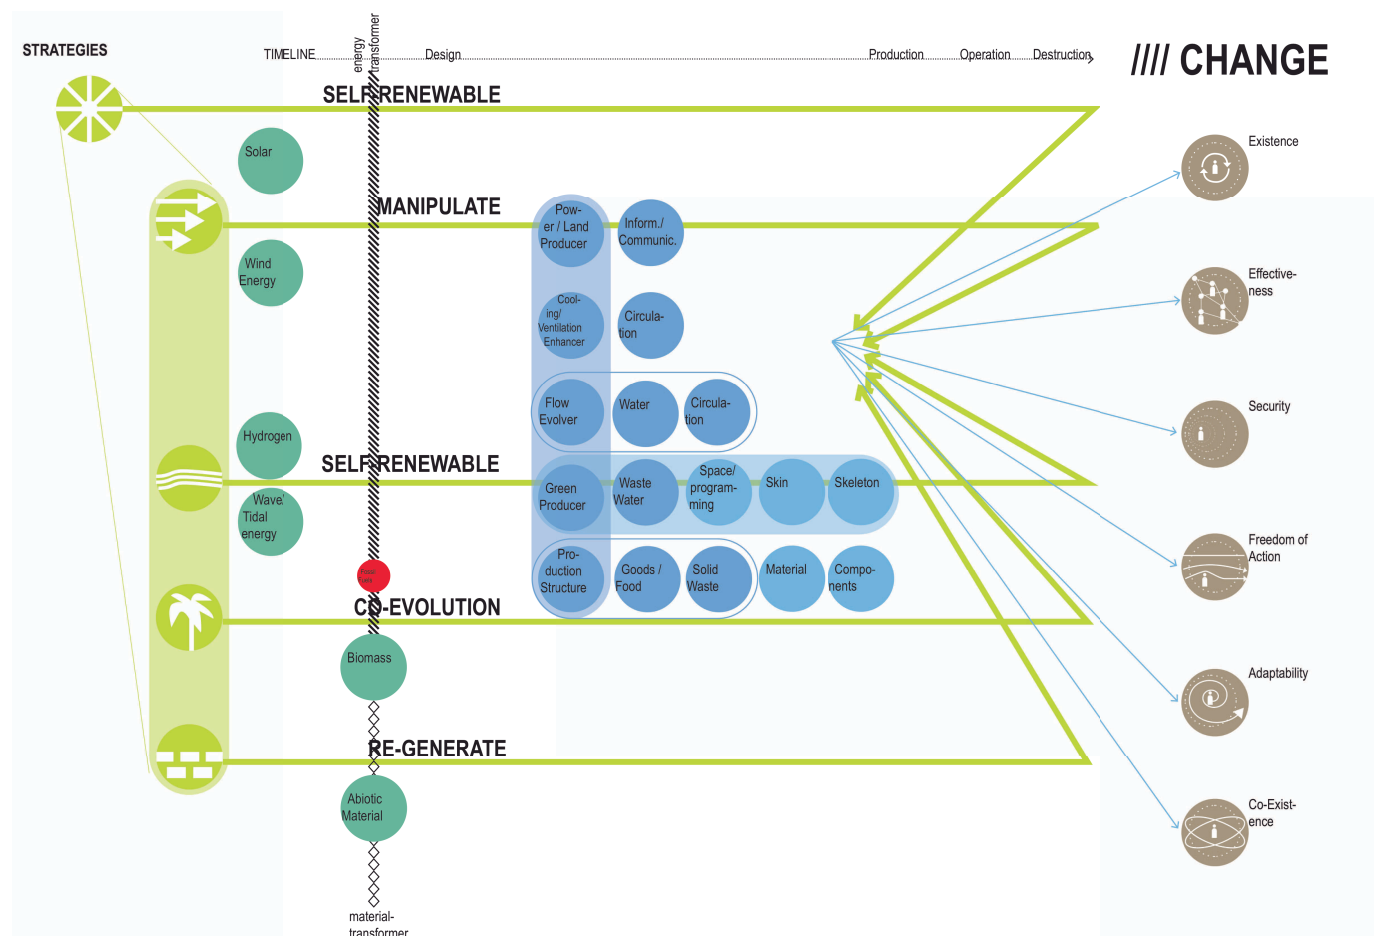 STRATEGIES
TIMELINE
energy
transformer
Design
Production
Operation
Destruction
//// CHANGE
SELF-RENEWABLE
Solar
Existence
MANIPULATE
Pow-
er / Land
Producer
Inform./
Communic.
Wind
Energy
Effective-
ness
Cool-
ing/
Ventilation
Enhancer
Circula-
tion
Flow
Evolver
Water
Circula-
tion
Security
Hydrogen
SELF-RENEWABLE
Green
Producer
Waste
Water
Space/
program-
ming
Skin
Skeleton
Wave/
Tidal
energy
Freedom of
Action
Pro-
duction
Structure
Goods /
Food
Solid
Waste
Material
Compo-
nents
CO-EVOLUTION
Biomass
Adaptability
RE-GENERATE
Abiotic
Material
Co-Exist-
ence
material-
transformer